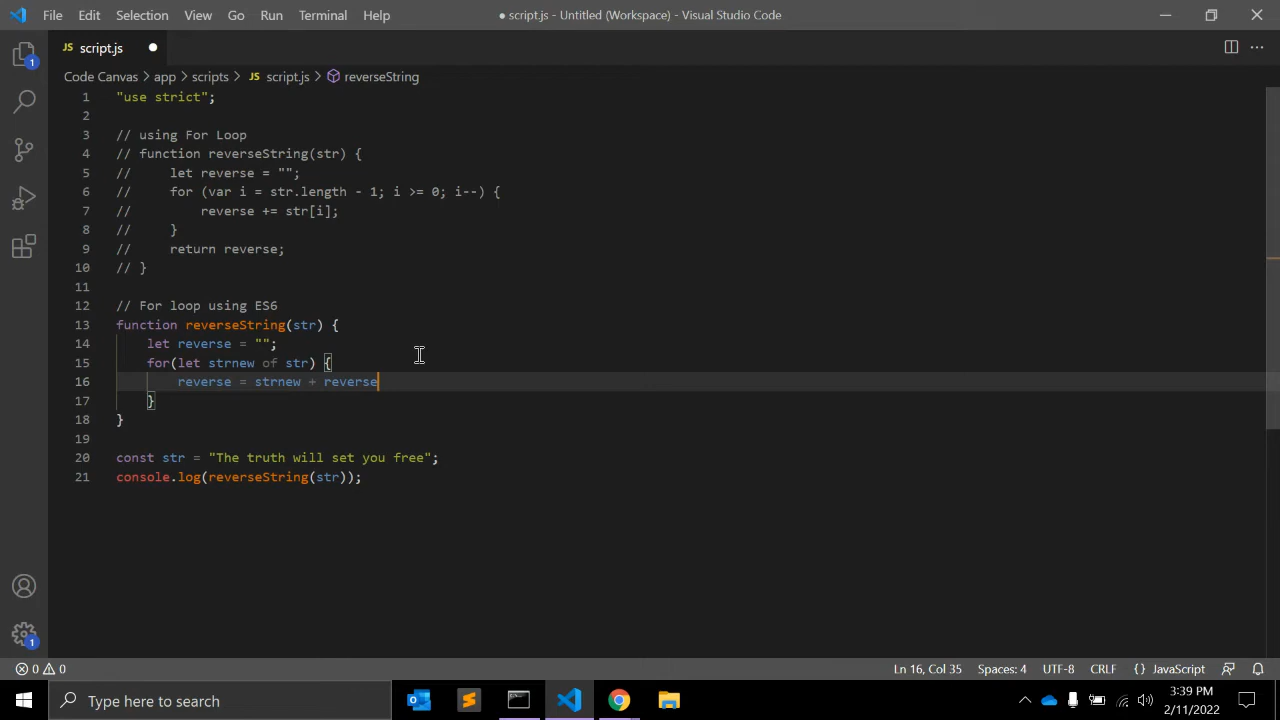 File Edit Selection View Go Run Terminal Help ● script.js - Untitled (Workspace) - Visual Studio Code
JS script.js
1
Code Canvas > app > scripts > JS script.js > reverseString
1 "use strict";
2
3 // using For Loop
4 // function reverseString(str) {
5 //     let reverse = "";
6 //     for (var i = str.length - 1; i >= 0; i--) {
7 //         reverse += str[i];
8 //     }
9 //     return reverse;
10 // }
11
12 // For loop using ES6
13 function reverseString(str) {
14     let reverse = "";
15     for(let strnew of str) {
16         reverse = strnew + reverse
17     }
18 }
19
20 const str = "The truth will set you free";
21 console.log(reverseString(str));
1
0 0 Ln 16, Col 35 Spaces: 4 UTF-8 CRLF {} JavaScript
Type here to search
3:39 PM
2/11/2022